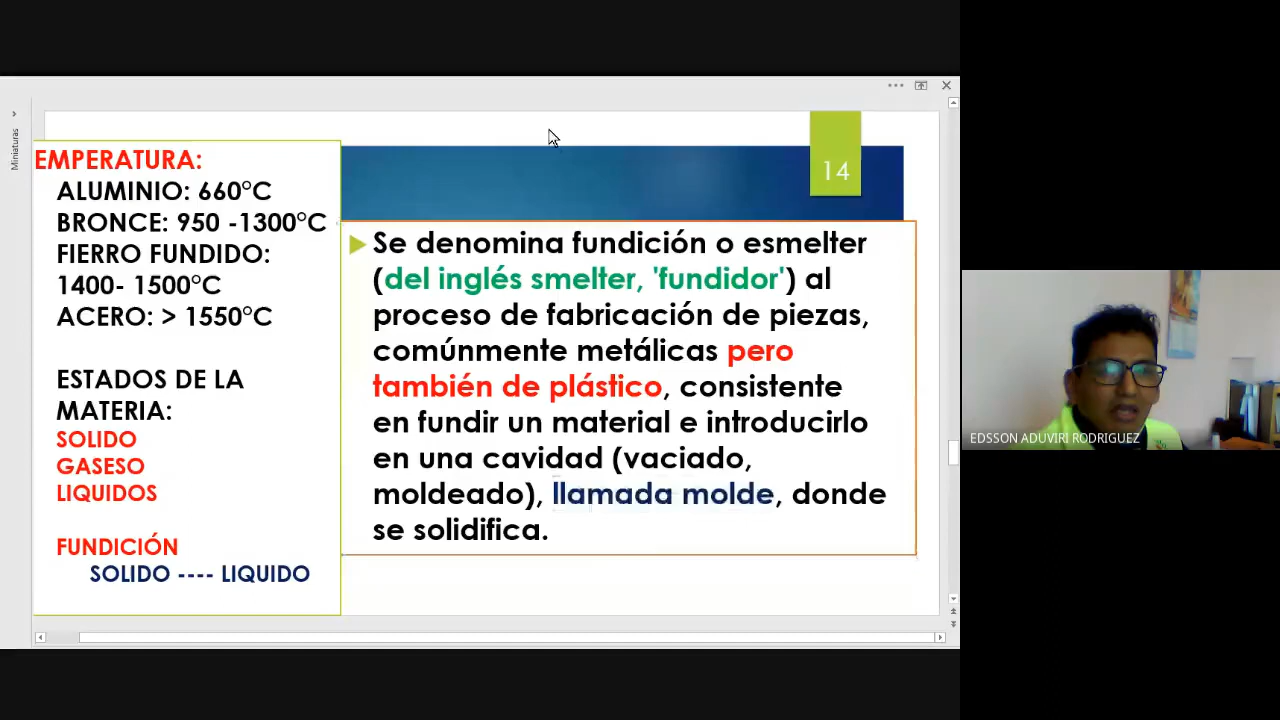 Miniaturas
EMPERATURA:
ALUMINIO: 660°C
BRONCE: 950 -1300°C
FIERRO FUNDIDO:
1400- 1500°C
ACERO: > 1550°C
ESTADOS DE LA
MATERIA:
SOLIDO
GASESO
LIQUIDOS
FUNDICIÓN
SOLIDO ---- LIQUIDO
14
Se denomina fundición o esmelter
(del inglés smelter, 'fundidor') al
proceso de fabricación de piezas,
comúnmente metálicas pero
también de plástico, consistente
en fundir un material e introducirlo
en una cavidad (vaciado,
moldeado), llamada molde, donde
se solidifica.
EDSSON ADUVIRI RODRIGUEZ